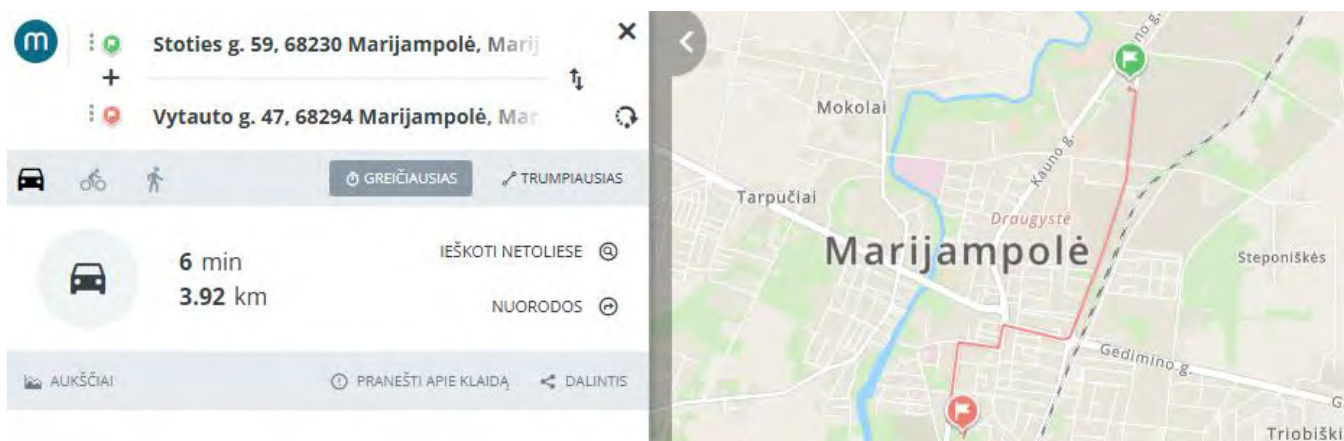 m
Stoties g. 59, 68230 Marijampolė, Marij
Vytauto g. 47, 68294 Marijampolė, Mar
GREIČIAUSIAS
TRUMPIAUSIAS
6 min
3.92 km
IEŠKOTI NETOLIESE
NUORODOS
AUKŠČIAI
PRANEŠTI APIE KLAIDĄ
DALINTIS
no g.
Mokolai
Kauno g.
Tarpučiai
Draugystė
Marijampolė
Steponiškės
Gedimino g.
G
Triobiški